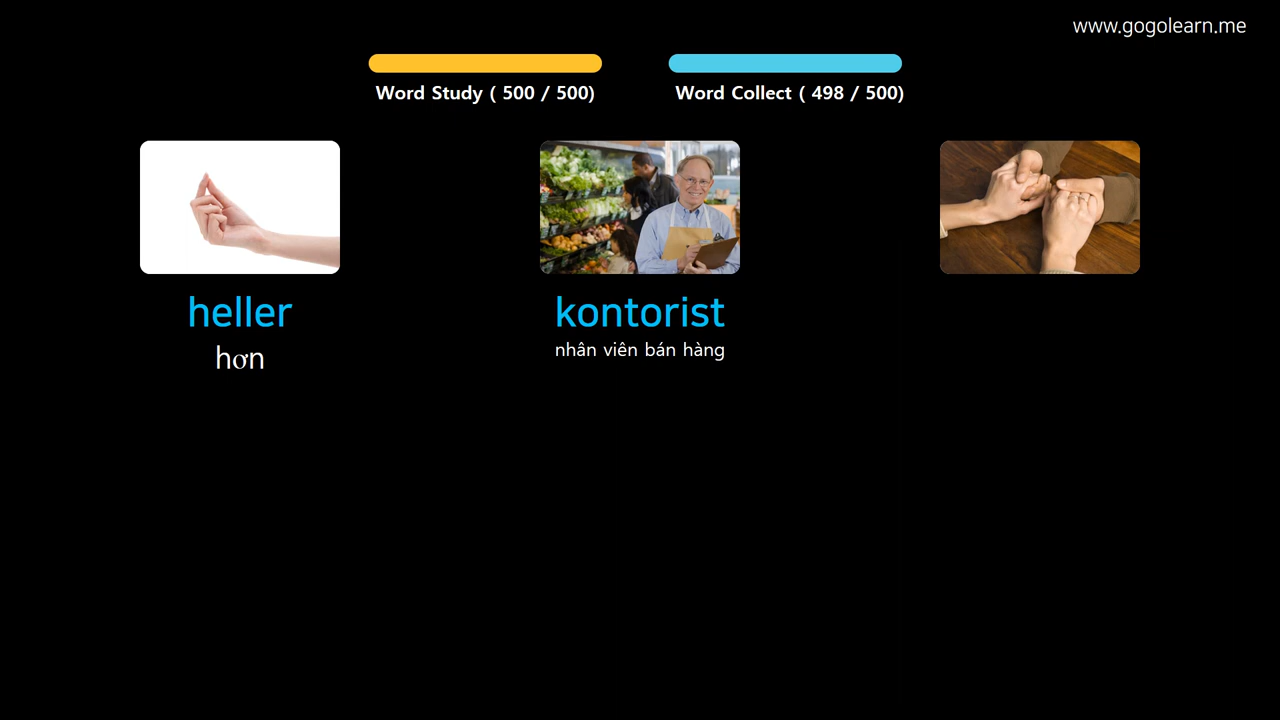 www.gogolearn.me
Word Study ( 500 / 500)
Word Collect ( 498 / 500)
heller
hơn
kontorist
nhân viên bán hàng